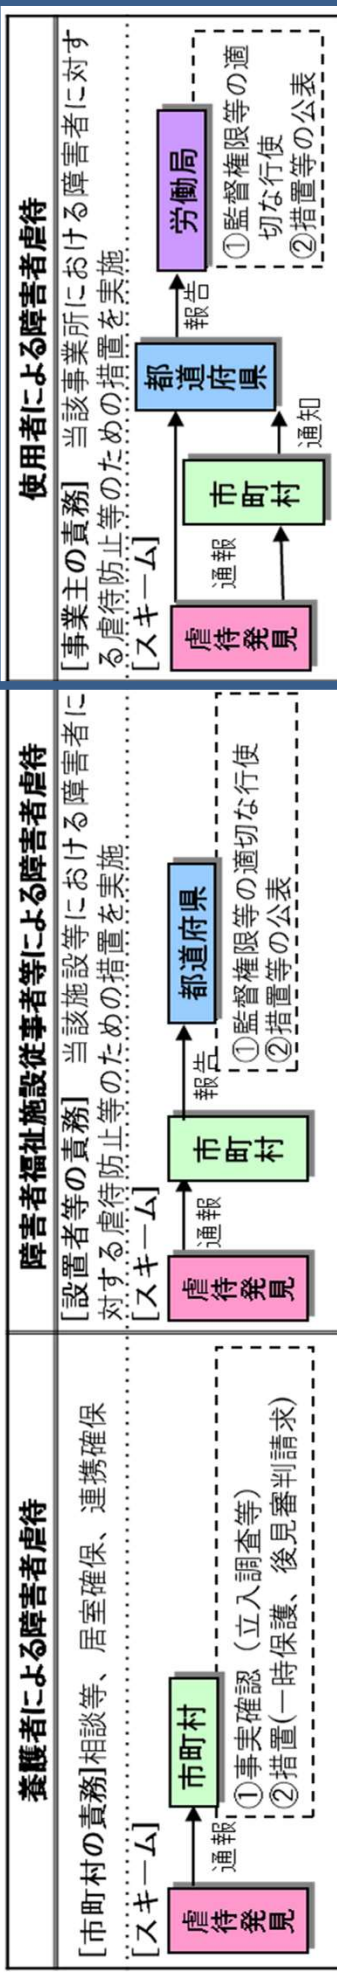 養護者による障害者虐待
[市町村の責務]相談等、居室確保、連携確保
[スキーム]
虐待発見
通報
市町村
①事実確認（立入調査等）
②措置(一時保護、後見審判請求)
障害者福祉施設従事者等による障害者虐待
[設置者等の責務]　当該施設等における障害者に
対する虐待防止等のための措置を実施
[スキーム]
虐待発見
通報
市町村
報告
都道府県
①監督権限等の適切な行使
②措置等の公表
使用者による障害者虐待
[事業主の責務]　当該事業所における障害者に対す
る虐待防止等のための措置を実施
[スキーム]
虐待発見
通報
市町村
通知
都道府県
報告
労働局
①監督権限等の適
切な行使
②措置等の公表